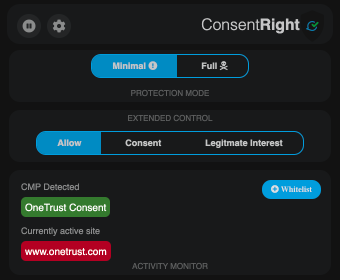 ConsentRight
Minimal Full
PROTECTION MODE
EXTENDED CONTROL
Allow Consent Legitmate Interest
CMP Detected
Whitelist
OneTrust Consent
Currently active site
www.onetrust.com
ACTIVITY MONITOR